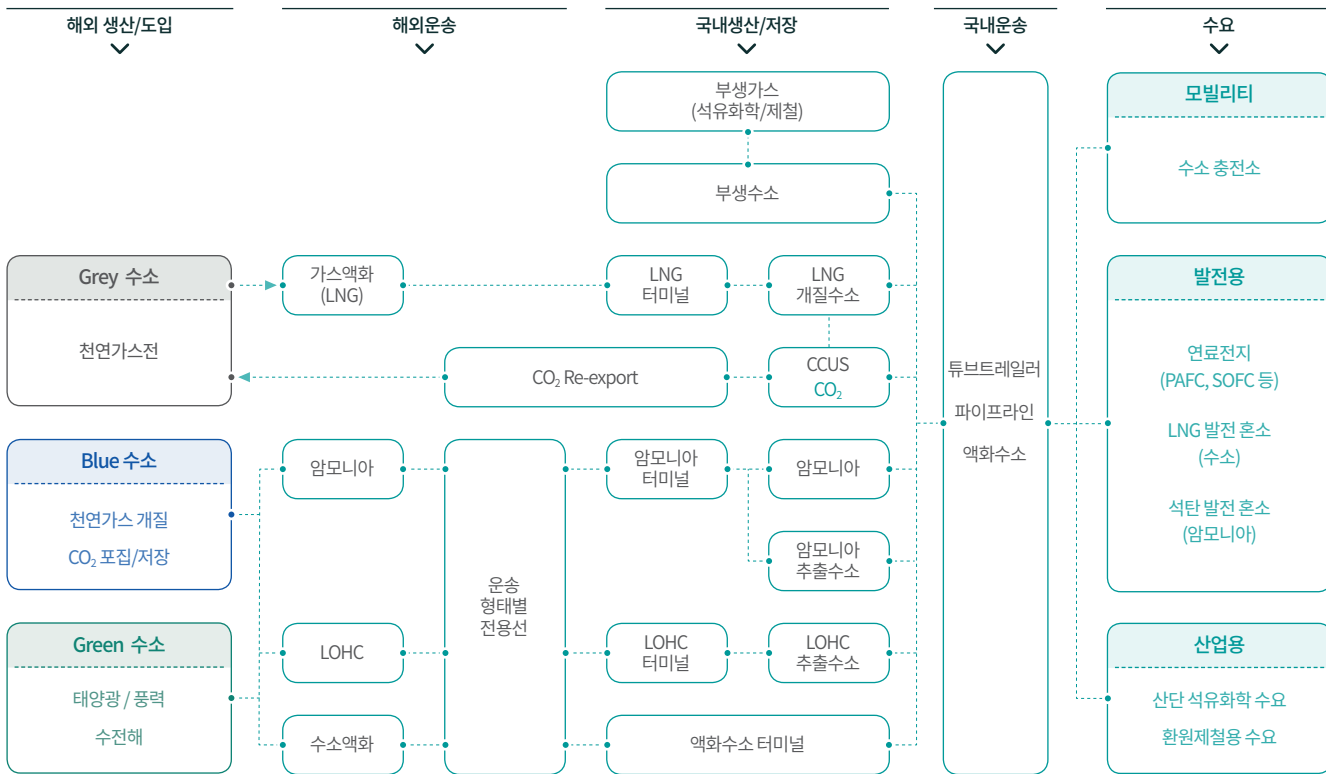 해외 생산/도입
해외운송
국내생산/저장
국내운송
수요
부생가스
(석유화학/제철)
부생수소
Grey 수소
천연가스전
가스액화
(LNG)
LNG
터미널
LNG
개질수소
CO₂ Re-export
CCUS
CO₂
Blue 수소
천연가스 개질
CO₂ 포집/저장
암모니아
운송
형태별
전용선
암모니아
터미널
암모니아
암모니아
추출수소
Green 수소
태양광 / 풍력
수전해
LOHC
LOHC
터미널
LOHC
추출수소
수소액화
액화수소 터미널
튜브트레일러
파이프라인
액화수소
모빌리티
수소 충전소
발전용
연료전지
(PAFC, SOFC 등)
LNG 발전 혼소
(수소)
석탄 발전 혼소
(암모니아)
산업용
산단 석유화학 수요
환원제철용 수요